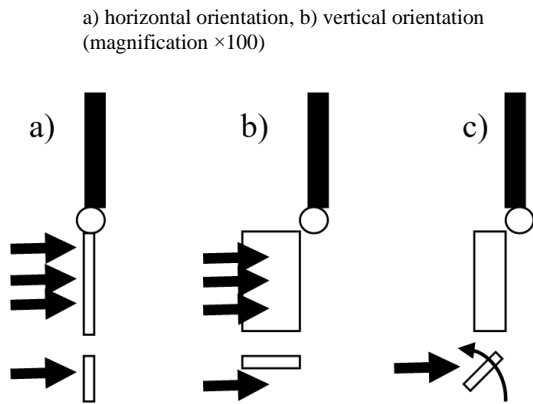 a) horizontal orientation, b) vertical orientation
(magnification ×100)
a) b) c)